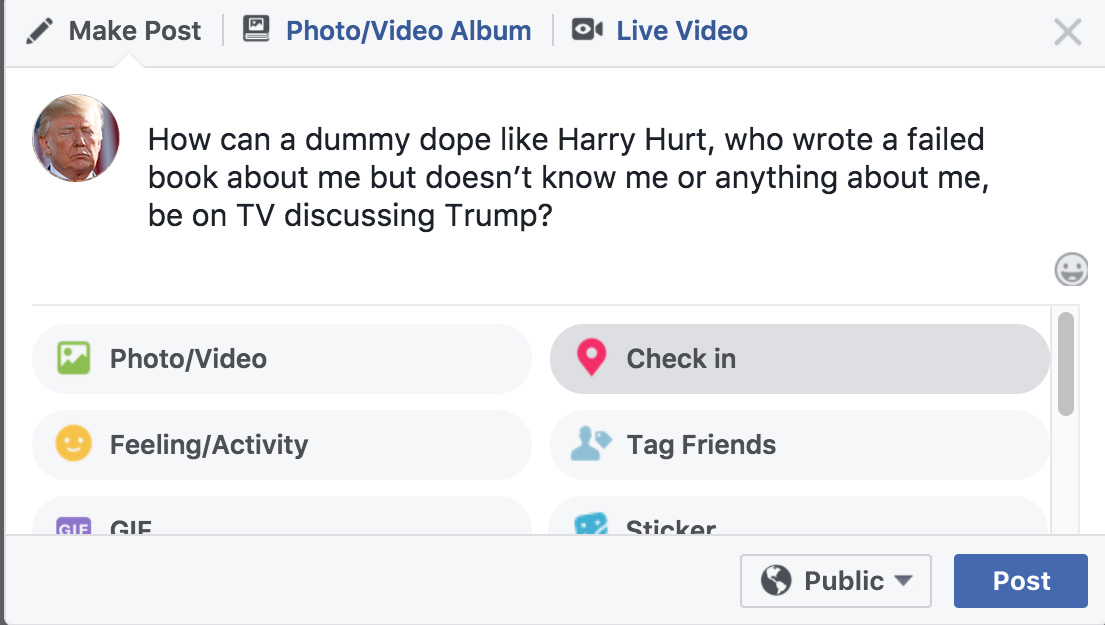 Make Post Photo/Video Album Live Video
How can a dummy dope like Harry Hurt, who wrote a failed
book about me but doesn't know me or anything about me,
be on TV discussing Trump?
Photo/Video Check in
Feeling/Activity Tag Friends
GIF GIF Sticker
Public Post